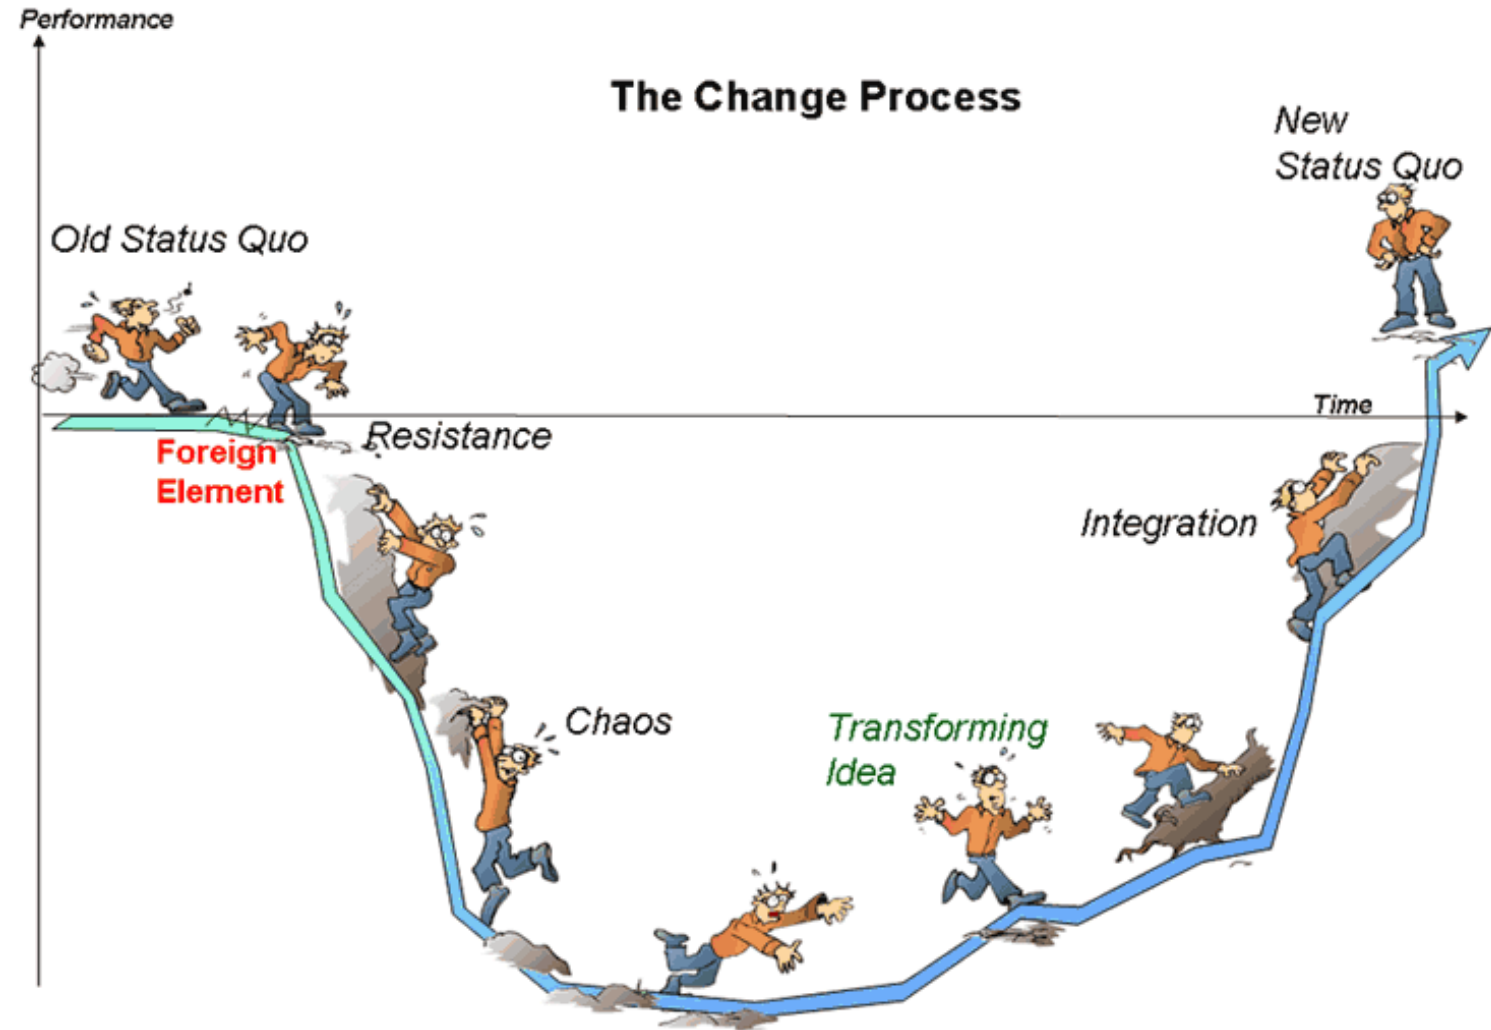 Performance
The Change Process
New
Status Quo
Old Status Quo
Time
Foreign
Element
Resistance
Integration
Chaos
Transforming
Idea